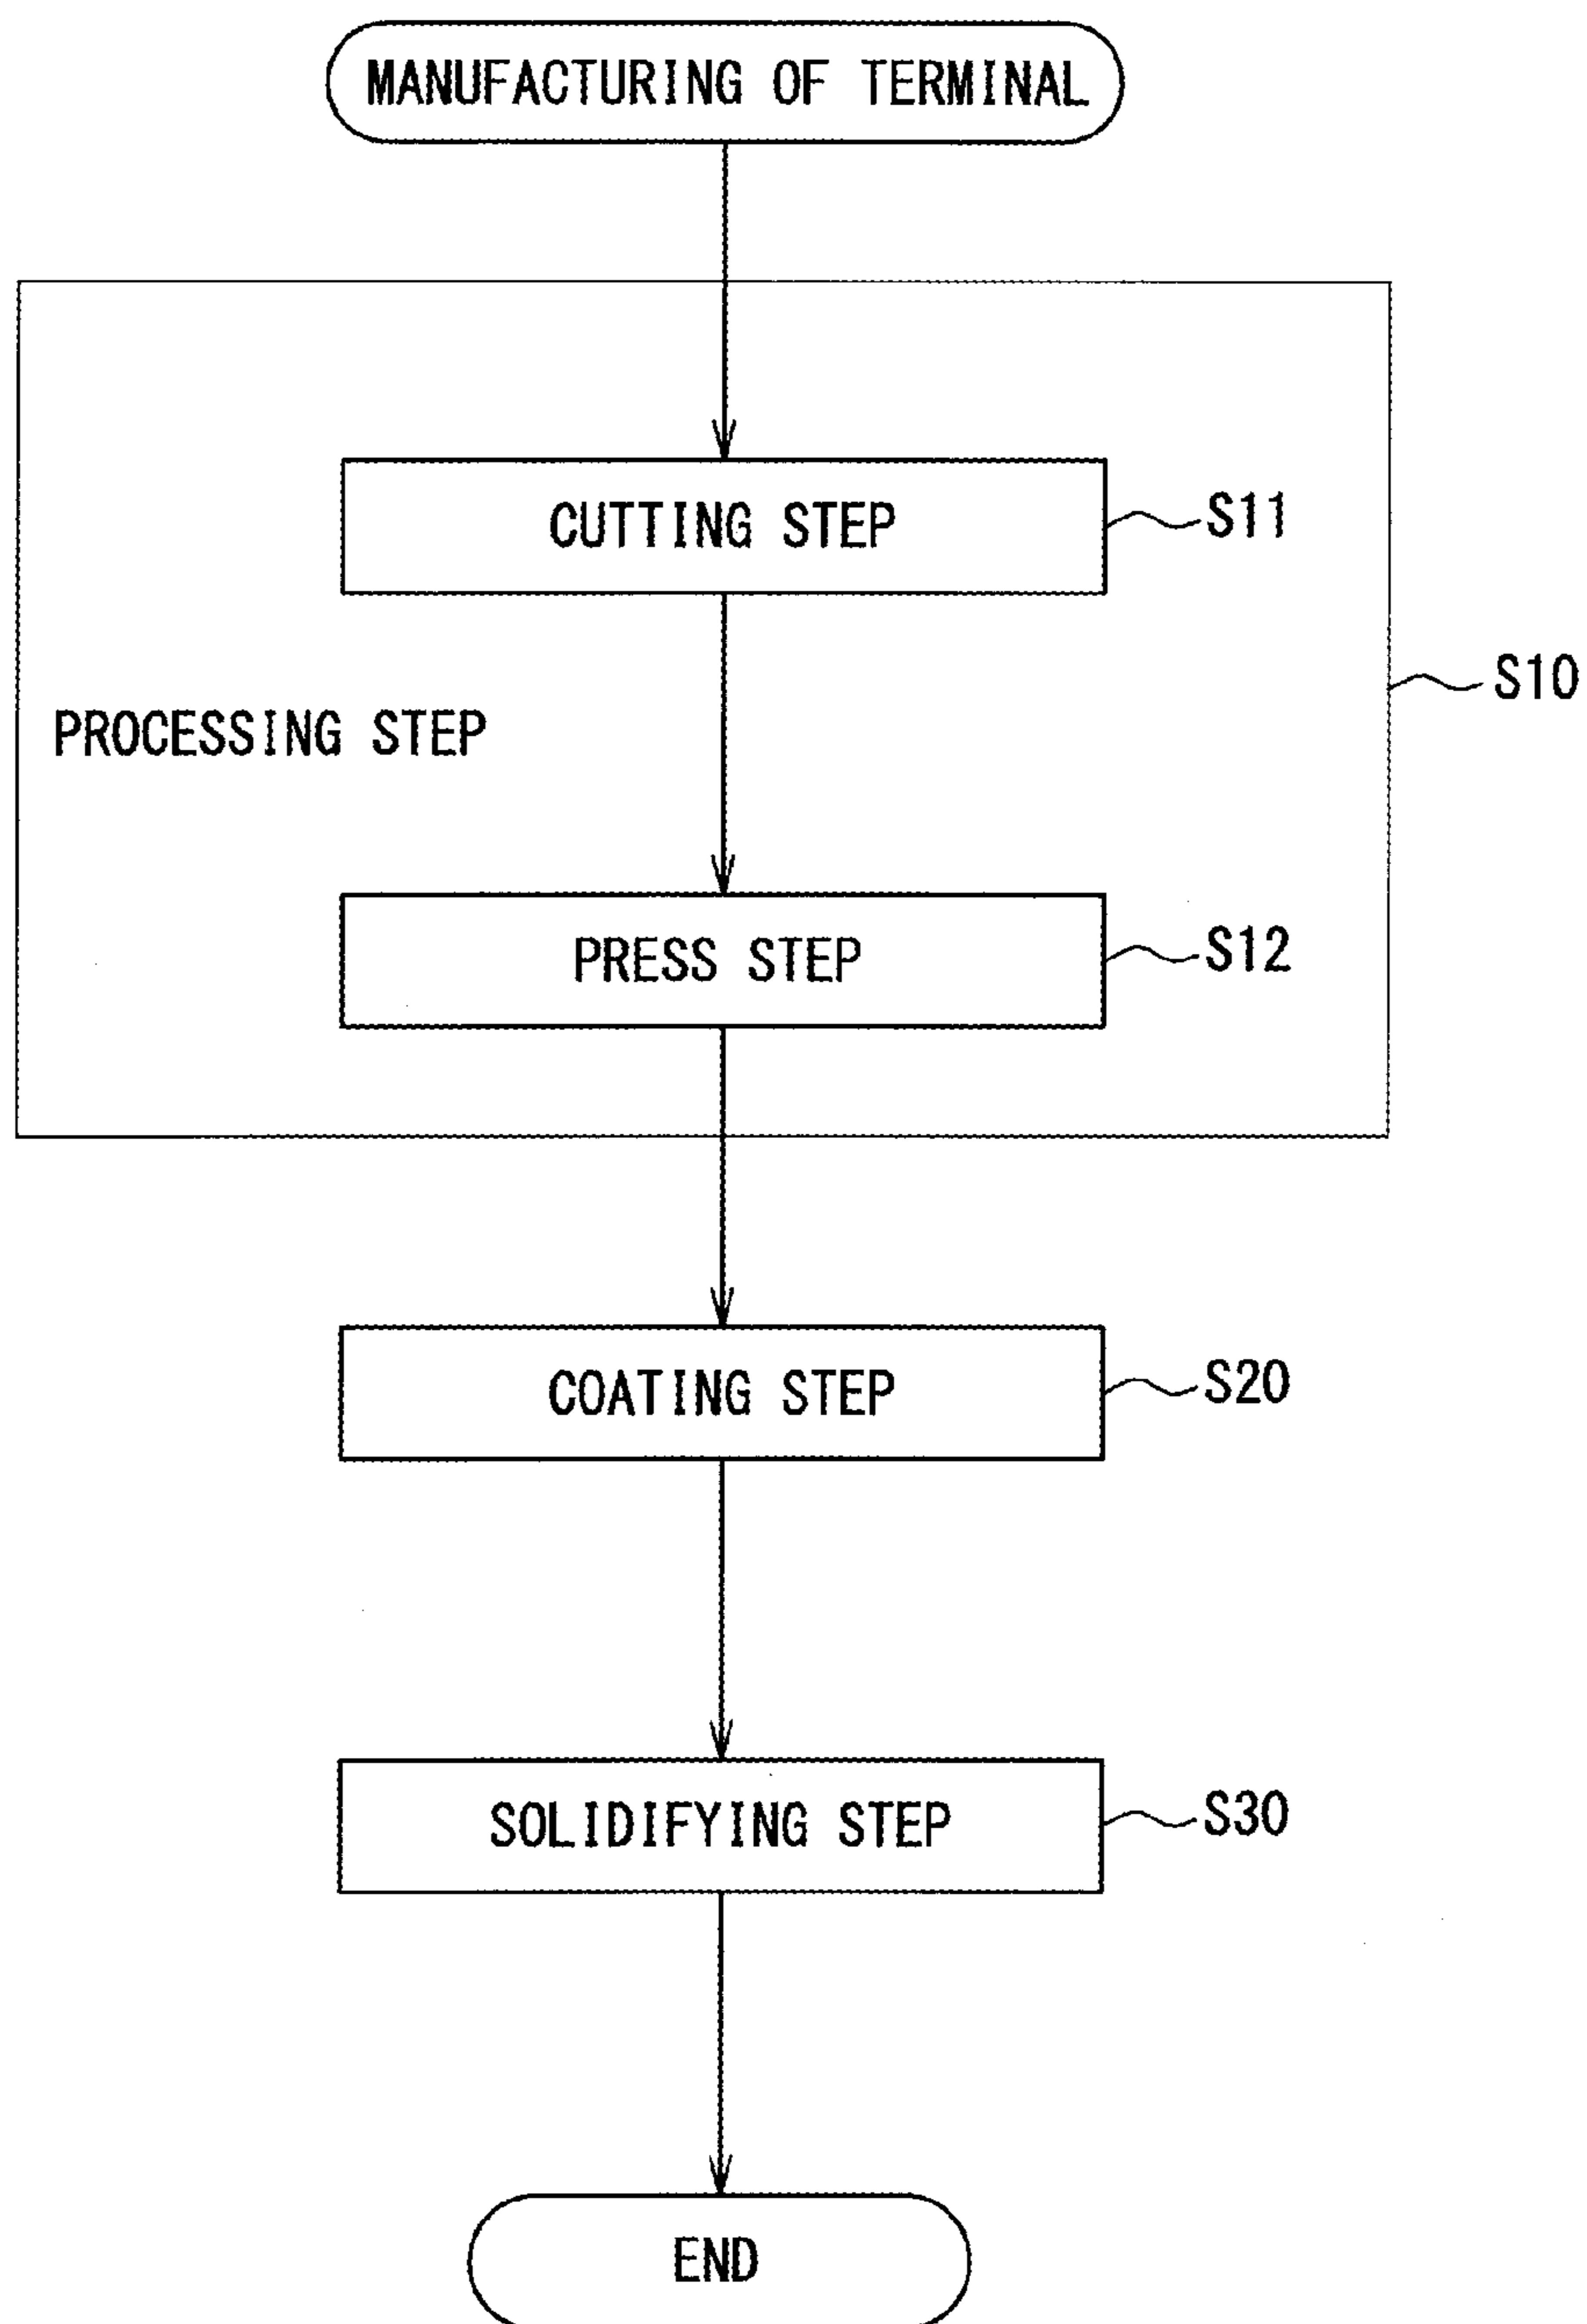 MANUFACTURING OF TERMINAL
CUTTING STEP
S11
S10
PROCESSING STEP
PRESS STEP
S12
COATING STEP
S20
SOLIDIFYING STEP
S30
END